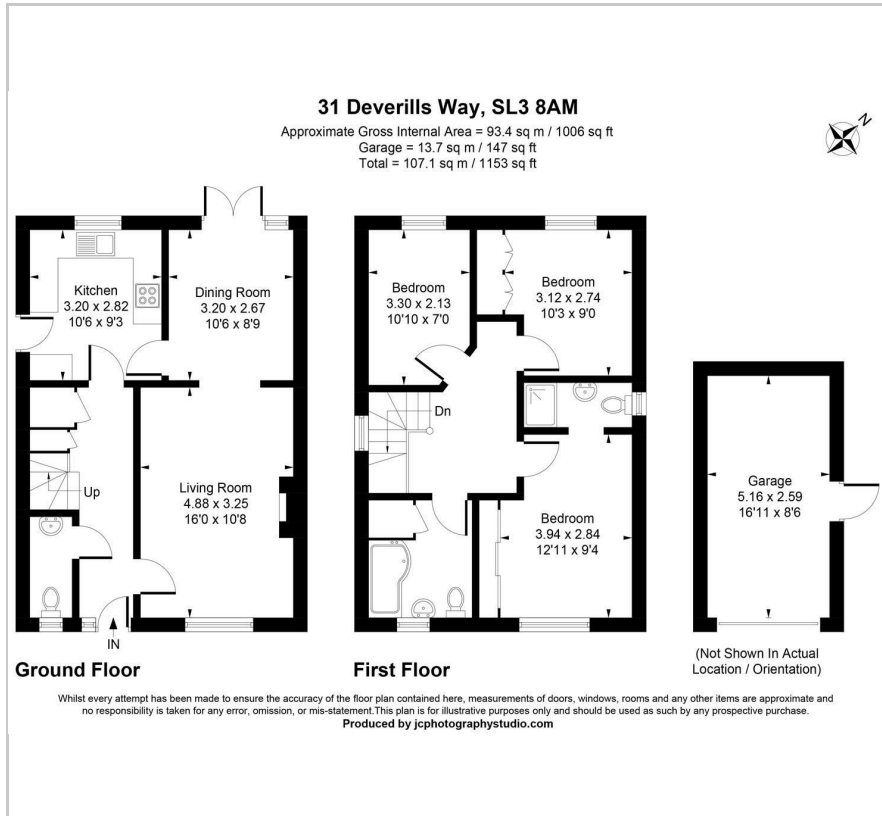 31 Deverills Way, SL3 8AM
Approximate Gross Internal Area = 93.4 sq m / 1006 sq ft
Garage = 13.7 sq m / 147 sq ft
Total = 107.1 sq m / 1153 sq ft
N
Kitchen
3.20 x 2.82
10'6 x 9'3
Dining Room
3.20 x 2.67
10'6 x 8'9
Up
Living Room
4.88 x 3.25
16'0 x 10'8
IN
Ground Floor
Bedroom
3.30 x 2.13
10'10 x 7'0
Bedroom
3.12 x 2.74
10'3 x 9'0
Dn
Bedroom
3.94 x 2.84
12'11 x 9'4
First Floor
Garage
5.16 x 2.59
16'11 x 8'6
(Not Shown In Actual
Location / Orientation)
Whilst every attempt has been made to ensure the accuracy of the floor plan contained here, measurements of doors, windows, rooms and any other items are approximate and
no responsibility is taken for any error, omission, or mis-statement.This plan is for illustrative purposes only and should be used as such by any prospective purchase.
Produced by jcphotographystudio.com